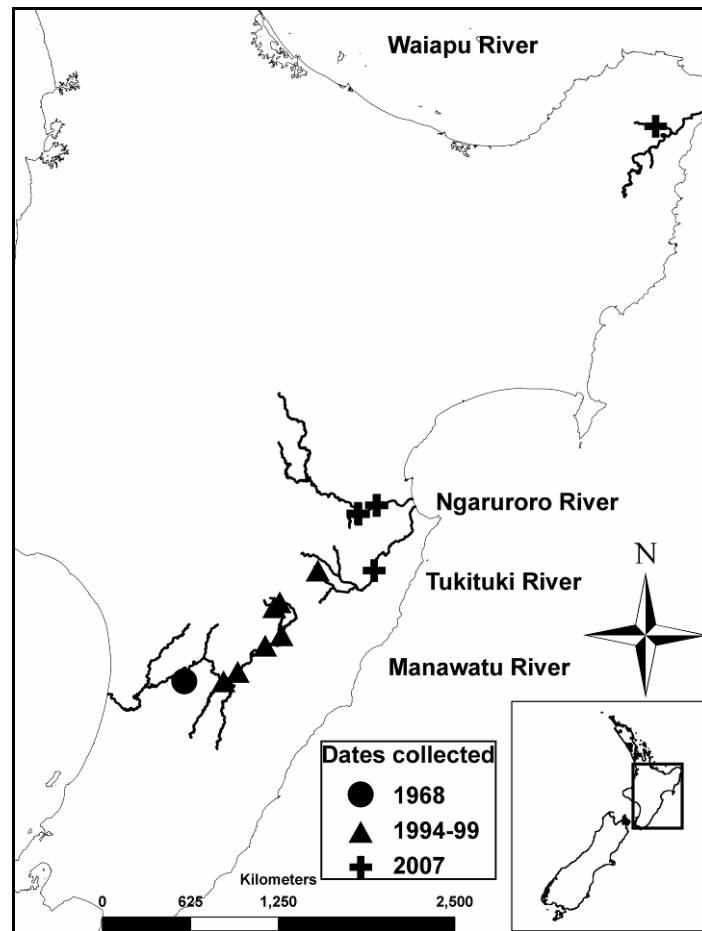 Waiapu River
Ngaruroro River
N
Tukituki River
Manawatu River
Dates collected
1968
1994-99
2007
Kilometers
0 625 1,250 2,500